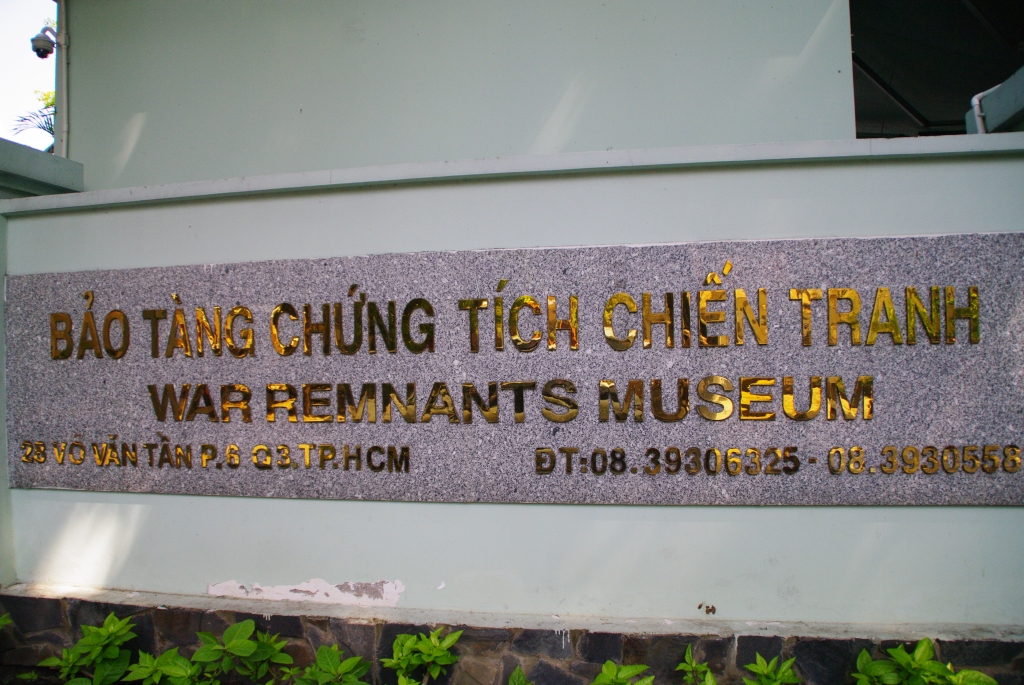 BẢO TÀNG CHỨNG TÍCH CHIẾN TRANH
WAR REMNANTS MUSEUM
28 VÕ VĂN TẦN P.6 Q3.TP.HCM ĐT:08.39306325 - 08.3930558